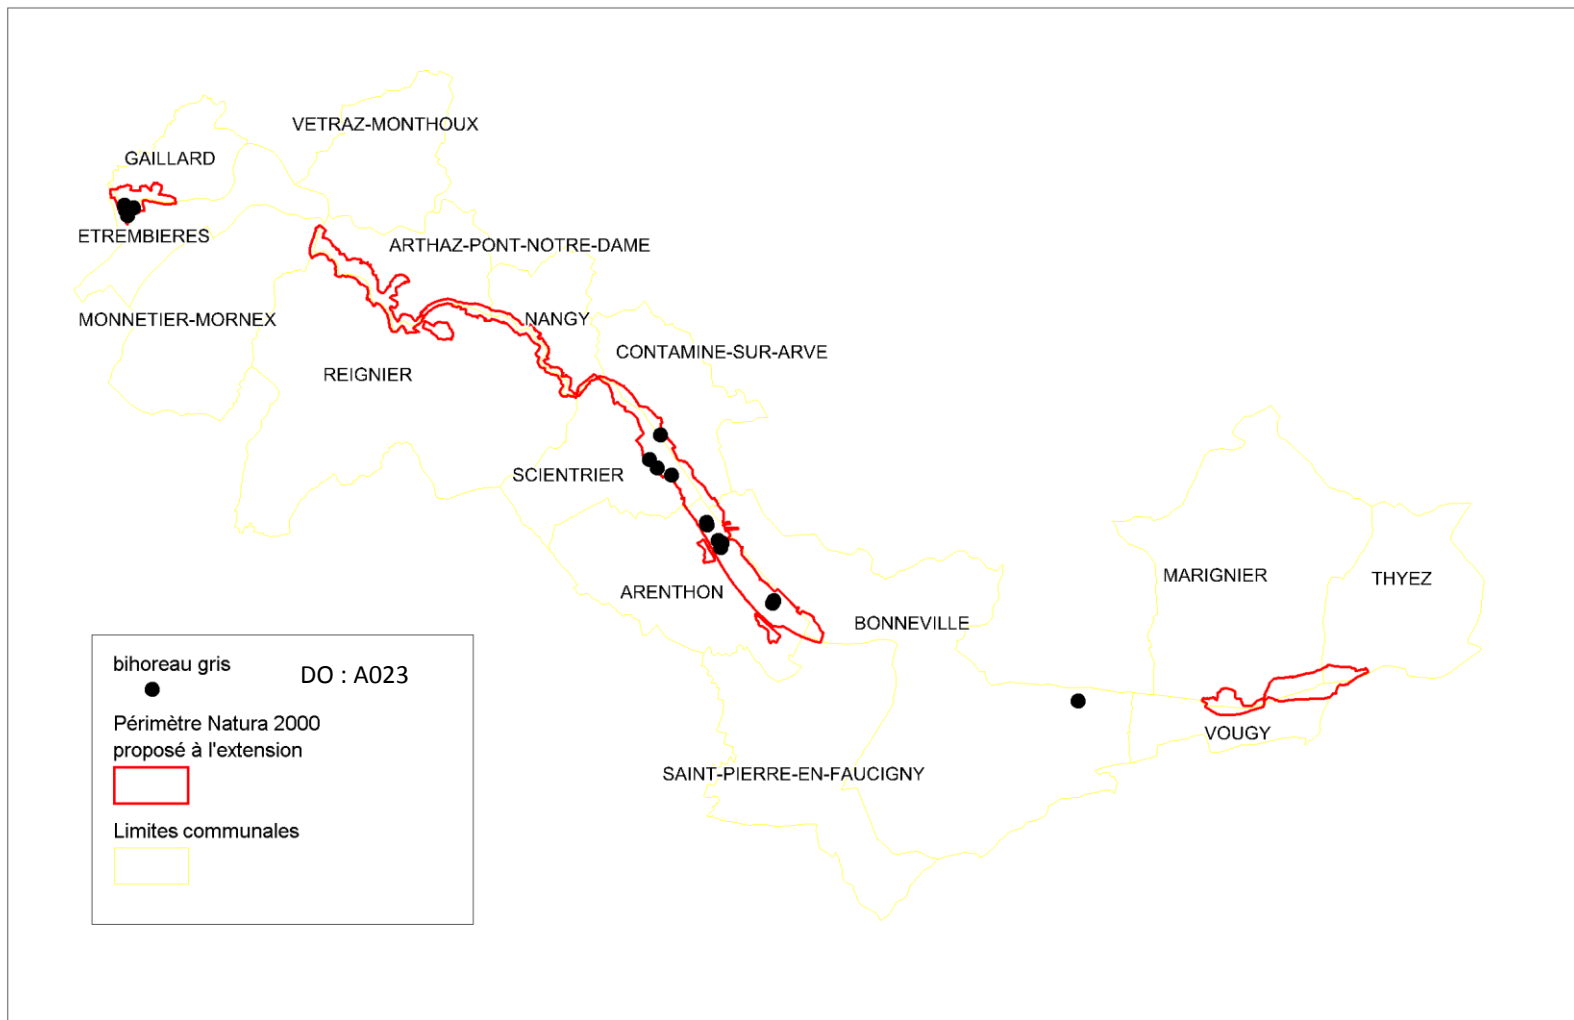 VETRAZ-MONTHOUX
GAILLARD
ETREMBIERES
ARTHAZ-PONT-NOTRE-DAME
MONNETIER-MORNEX
NANGY
CONTAMINE-SUR-ARVE
REIGNIER
SCIENTRIER
MARIGNIER
THYEZ
ARENTHON
BONNEVILLE
VOUGY
SAINT-PIERRE-EN-FAUCIGNY
bihoreau gris
DO : A023
Périmètre Natura 2000
proposé à l'extension
Limites communales